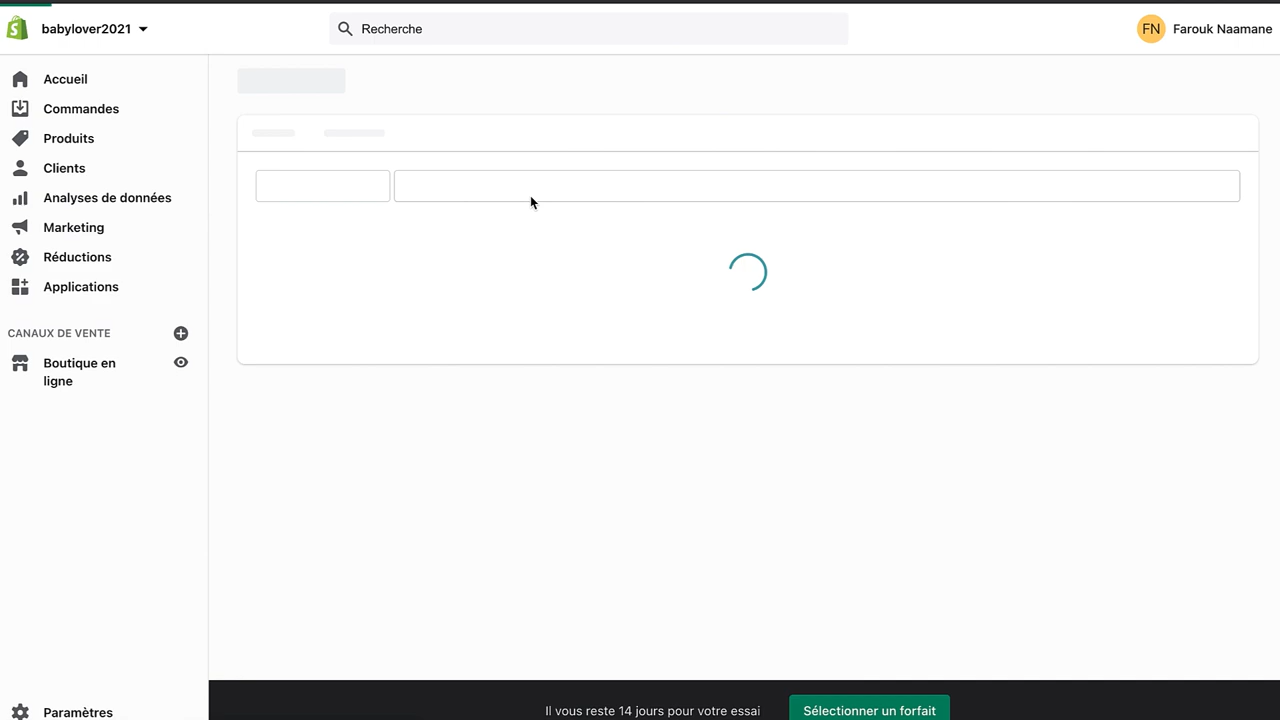 babylover2021
Recherche
FN
Farouk Naamane
Accueil
Commandes
Produits
Clients
Analyses de données
Marketing
Réductions
Applications
CANAUX DE VENTE
Boutique en
ligne
Paramètres
Il vous reste 14 jours pour votre essai
Sélectionner un forfait